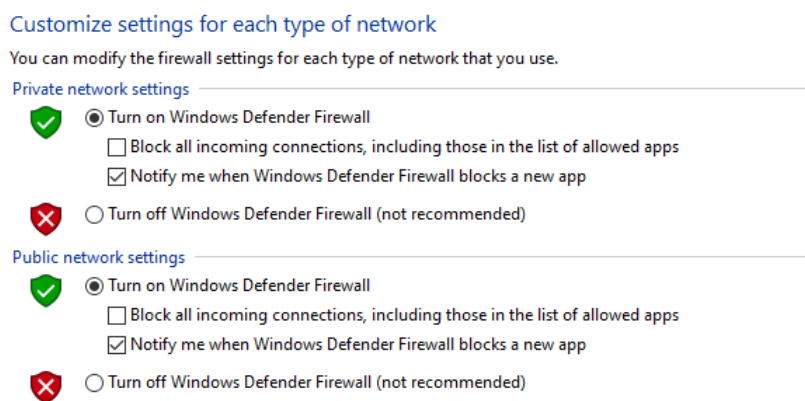 Customize settings for each type of network
You can modify the firewall settings for each type of network that you use.
Private network settings
Turn on Windows Defender Firewall
Block all incoming connections, including those in the list of allowed apps
Notify me when Windows Defender Firewall blocks a new app
Turn off Windows Defender Firewall (not recommended)
Public network settings
Turn on Windows Defender Firewall
Block all incoming connections, including those in the list of allowed apps
Notify me when Windows Defender Firewall blocks a new app
Turn off Windows Defender Firewall (not recommended)